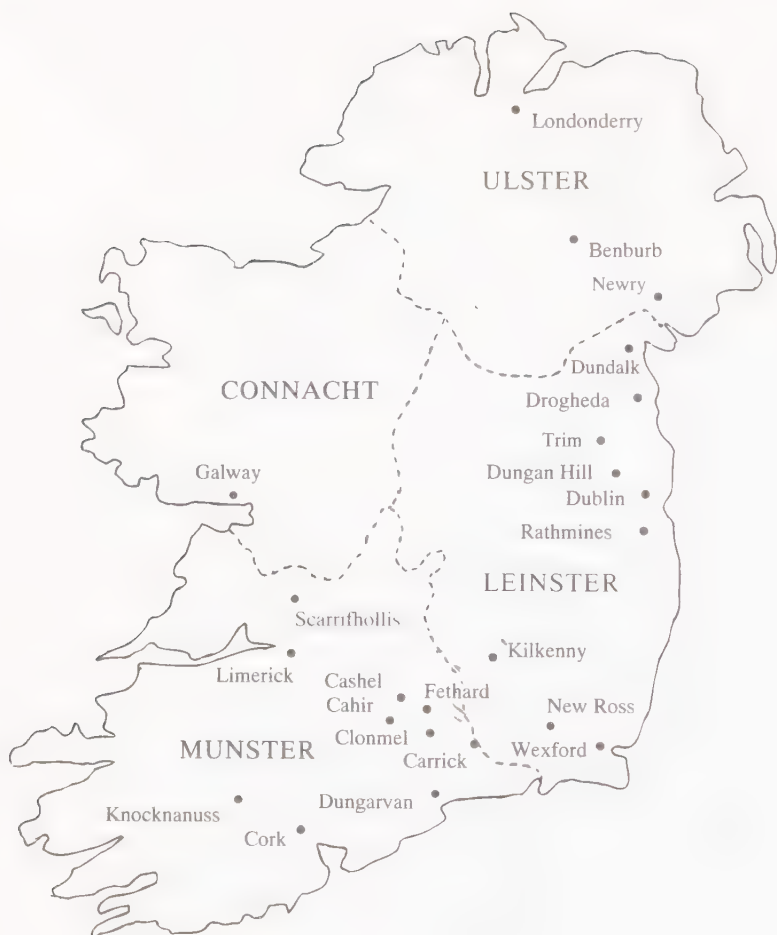 Londonderry
ULSTER
Benburb
Newry
Dundalk
CONNACHT
Drogheda
Trim
Galway
Dungan Hill
Dublin
Rathmines
LEINSTER
Scarrifhollis
Kilkenny
Limerick
Cashel
Fethard
Cahir
New Ross
MUNSTER
Clonmel
Wexford
Carrick
Dungarvan
Knocknanuss
Cork